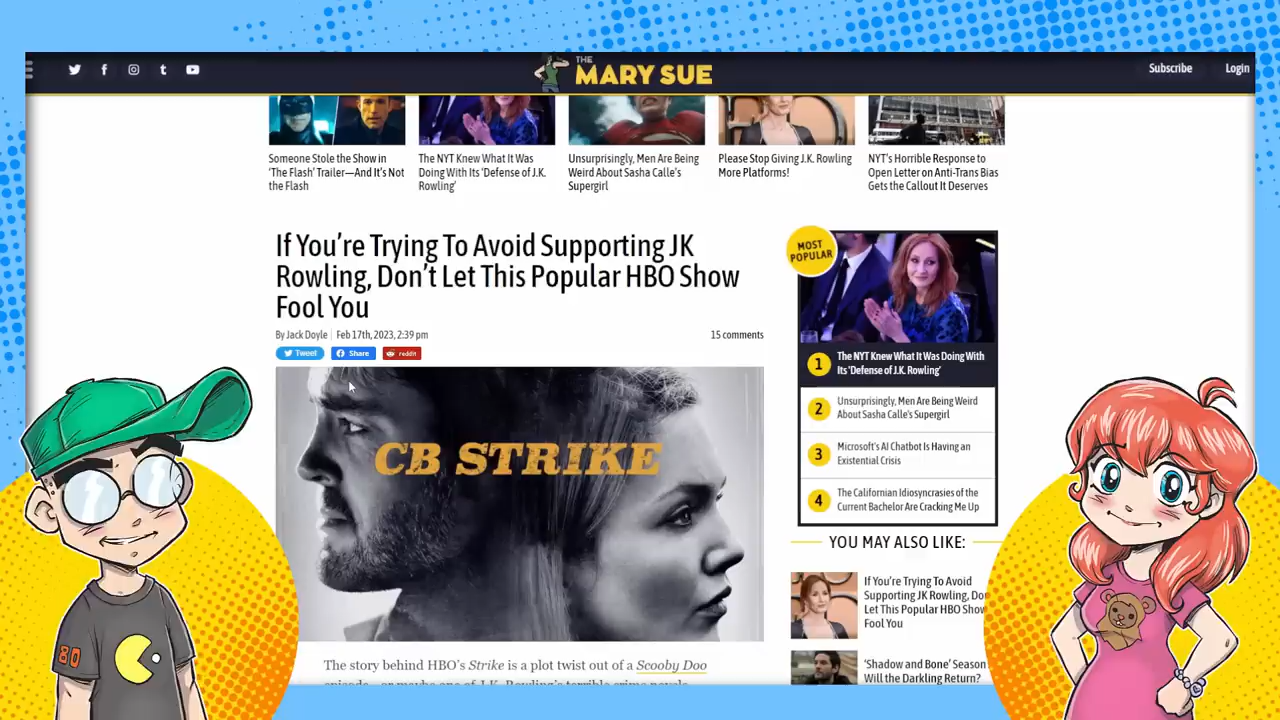 THE
MARY SUE
Subscribe
Login
Someone Stole the Show in
'The Flash' Trailer—And It's Not
the Flash
The NYT Knew What It Was
Doing With Its 'Defense of J.K.
Rowling'
Unsurprisingly, Men Are Being
Weird About Sasha Calle's
Supergirl
Please Stop Giving J.K. Rowling
More Platforms!
NYT's Horrible Response to
Open Letter on Anti-Trans Bias
Gets the Callout It Deserves
If You're Trying To Avoid Supporting JK
Rowling, Don't Let This Popular HBO Show
Fool You
By Jack Doyle | Feb 17th, 2023, 2:39 pm
15 comments
Tweet
Share
reddit
CB STRIKE
The story behind HBO's Strike is a plot twist out of a Scooby Doo
episode—or maybe one of J.K. Rowling's terrible crime novels.
MOST
POPULAR
1
The NYT Knew What It Was Doing With
Its 'Defense of J.K. Rowling'
2
Unsurprisingly, Men Are Being Weird
About Sasha Calle's Supergirl
3
Microsoft's AI Chatbot Is Having an
Existential Crisis
4
The Californian Idiosyncrasies of the
Current Bachelor Are Cracking Me Up
YOU MAY ALSO LIKE:
If You're Trying To Avoid
Supporting JK Rowling, Don
Let This Popular HBO Show
Fool You
'Shadow and Bone' Season
Will the Darkling Return?
80